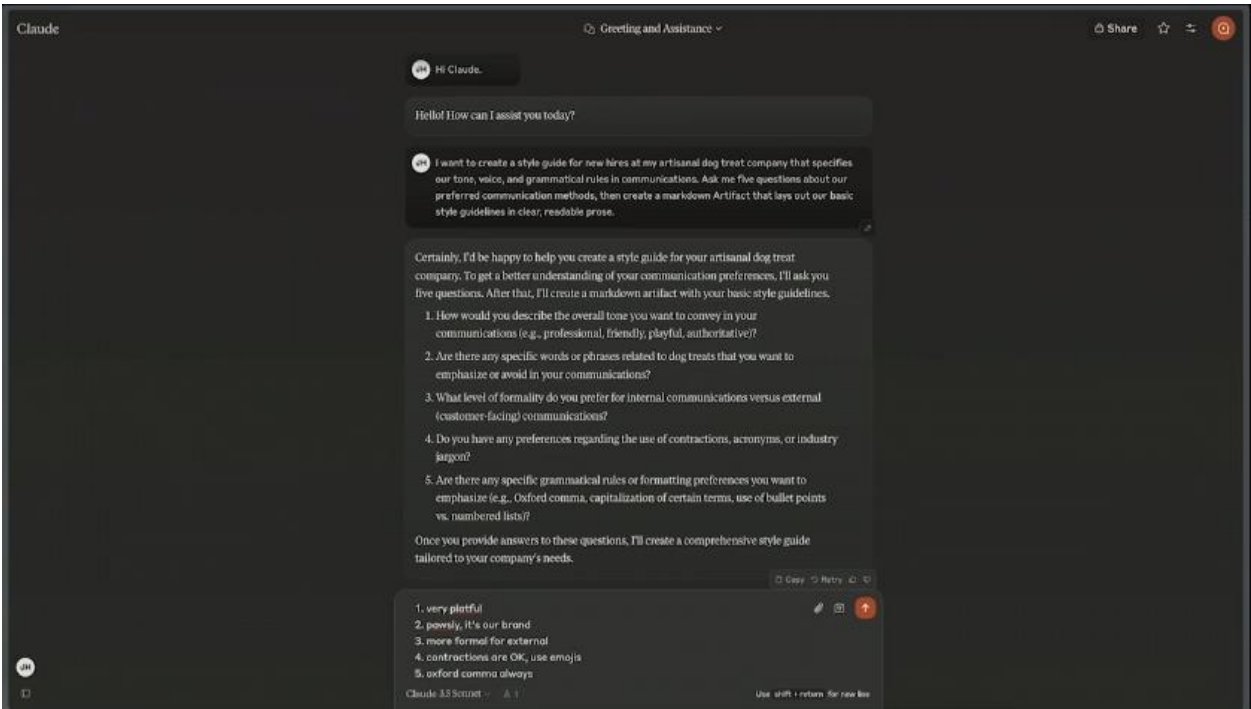 Claude
Greeting and Assistance
Share
JH Hi Claude.
Hello! How can I assist you today?
JH I want to create a style guide for new hires at my artisanal dog treat company that specifies
our tone, voice, and grammatical rules in communications. Ask me five questions about our
preferred communication methods, then create a markdown Artifact that lays out our basic
style guidelines in clear, readable prose.
Certainly, I'd be happy to help you create a style guide for your artisanal dog treat
company. To get a better understanding of your communication preferences, I'll ask you
five questions. After that, I'll create a markdown artifact with your basic style guidelines.
1. How would you describe the overall tone you want to convey in your
communications (e.g., professional, friendly, playful, authoritative)?
2. Are there any specific words or phrases related to dog treats that you want to
emphasize or avoid in your communications?
3. What level of formality do you prefer for internal communications versus external
(customer-facing) communications?
4. Do you have any preferences regarding the use of contractions, acronyms, or industry
jargon?
5. Are there any specific grammatical rules or formatting preferences you want to
emphasize (e.g., Oxford comma, capitalization of certain terms, use of bullet points
vs. numbered lists)?
Once you provide answers to these questions, I'll create a comprehensive style guide
tailored to your company's needs.
Copy Retry
1. very platful
2. pawsly, it's our brand
3. more formal for external
4. contractions are OK, use emojis
5. oxford comma always
JH
Claude 3.5 Sonnet
Use shift + return for new line